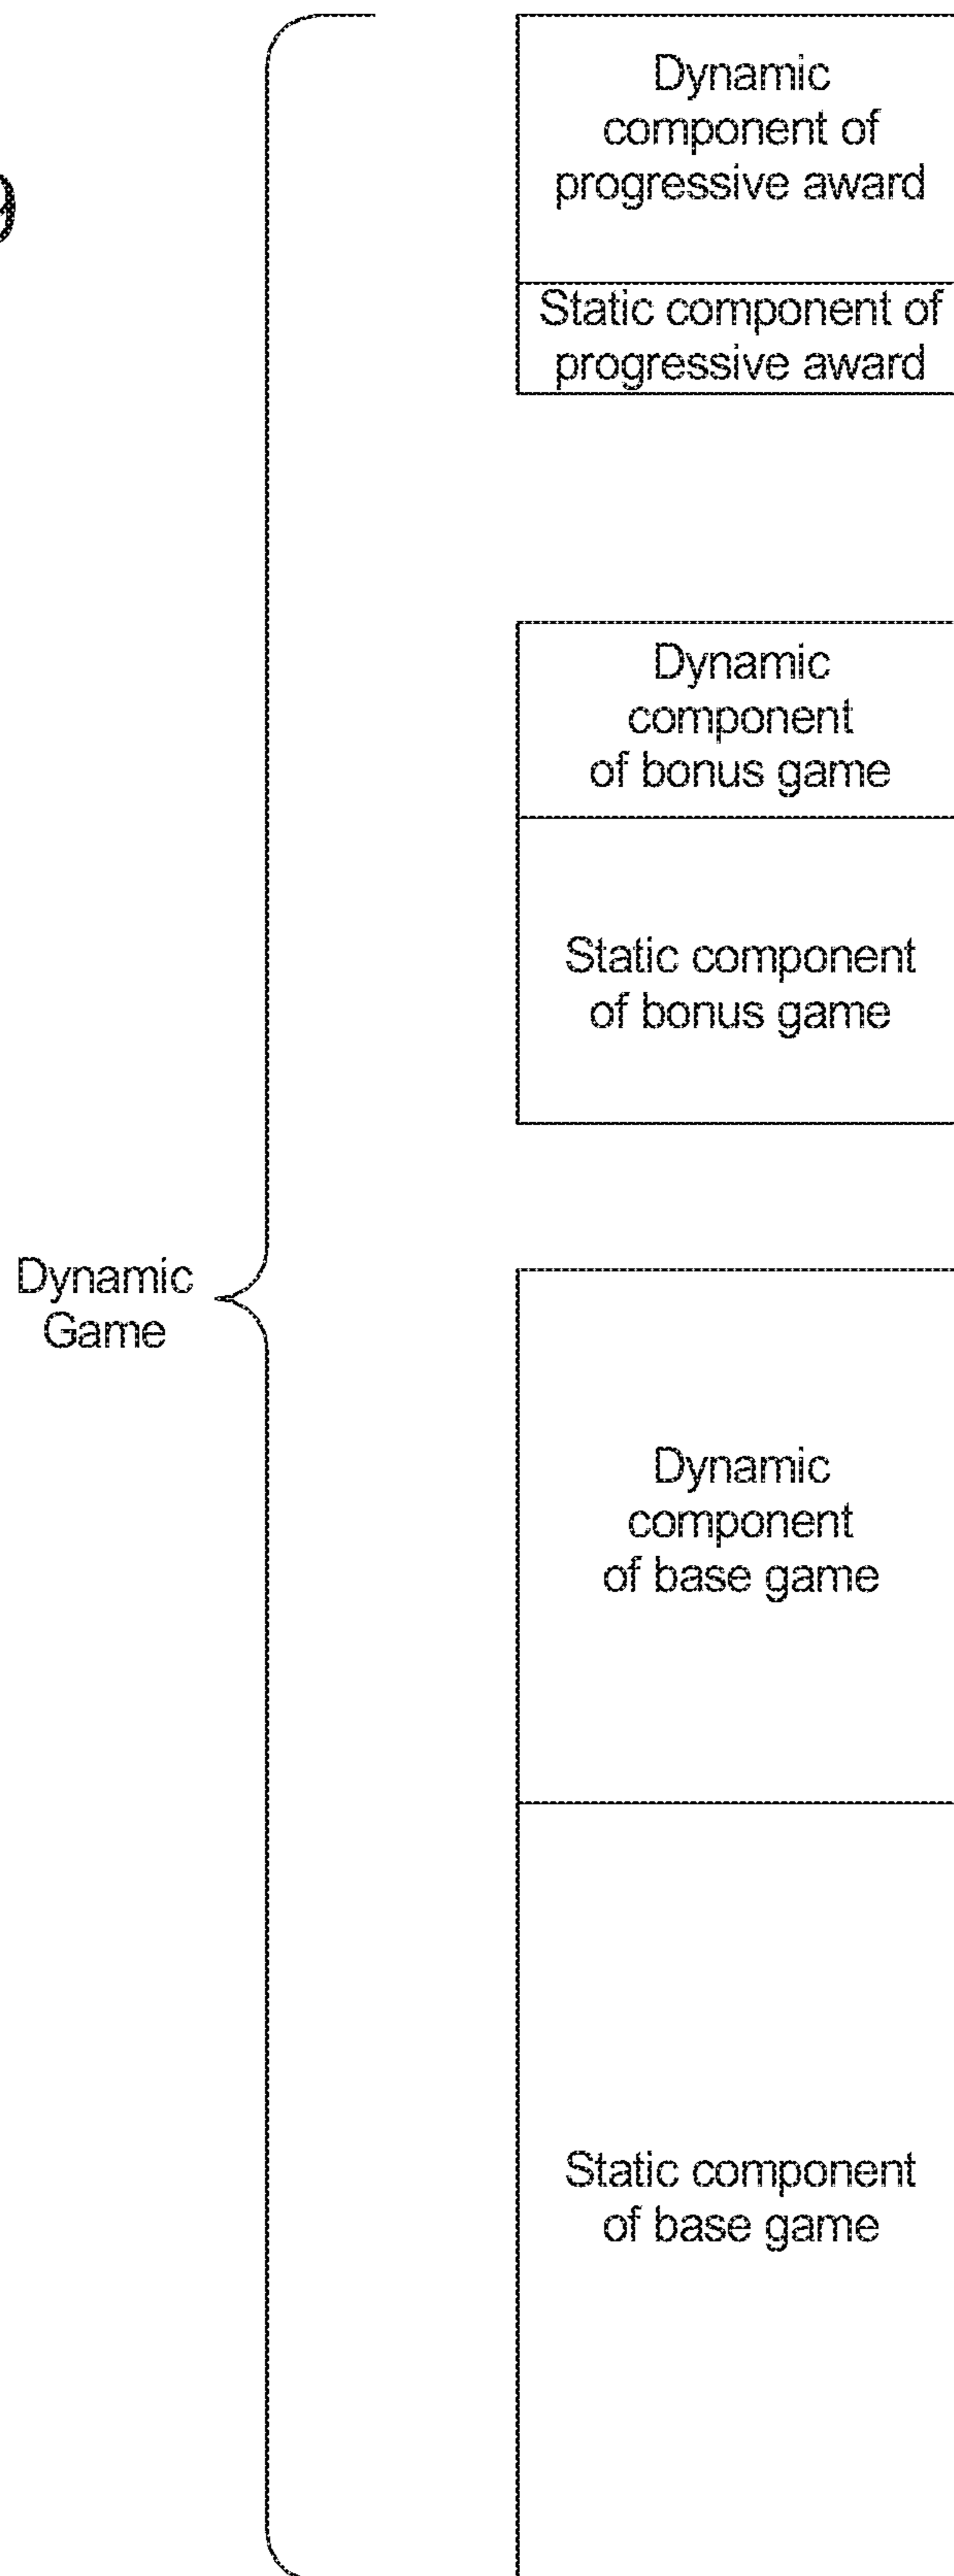 Dynamic
component of
progressive award
Static component of
progressive award
Dynamic
component
of bonus game
Static component
of bonus game
Dynamic
Game
Dynamic
component
of base game
Static component
of base game